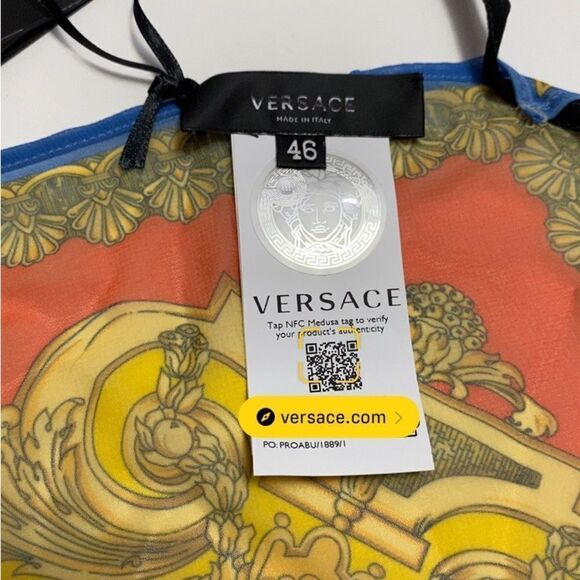 VERSACE
MADE IN ITALY
46
VERSACE
Tap NFC Medusa tag to verify
your product's authenticity
versace.com
PO: PROABU/1889/1